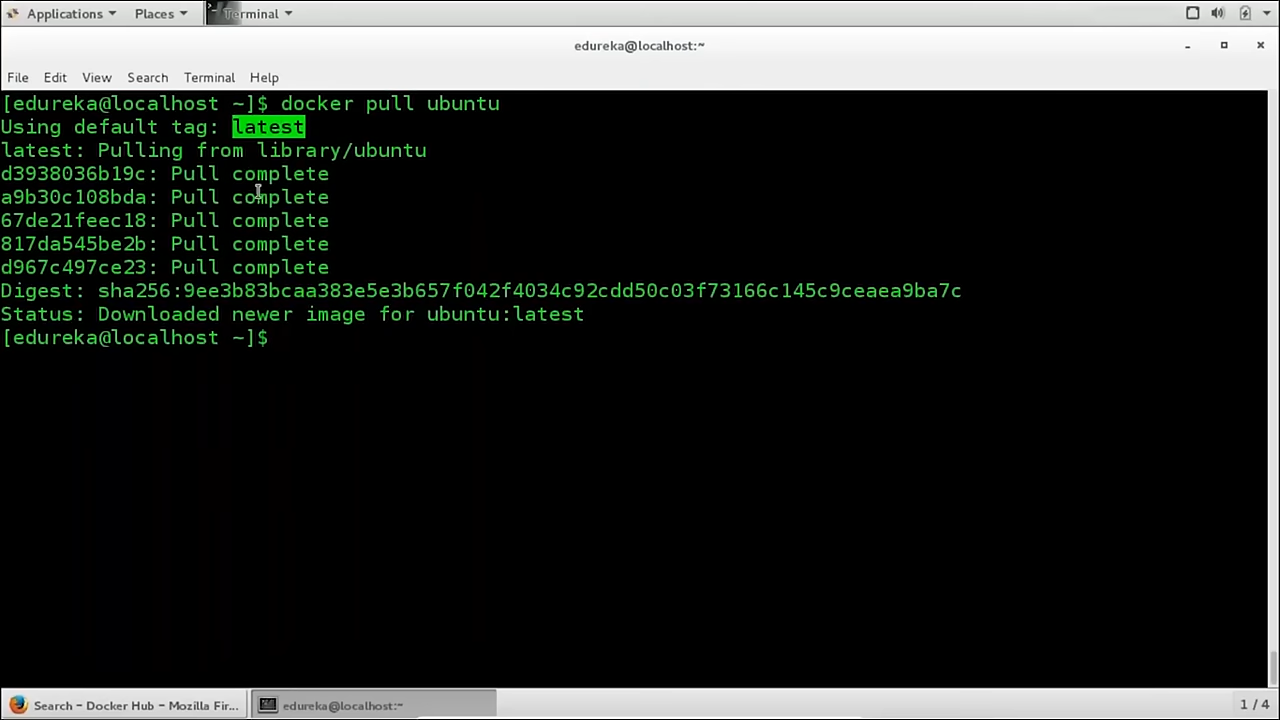 Applications Places Terminal
edureka@localhost:~
File Edit View Search Terminal Help
[edureka@localhost ~]$ docker pull ubuntu
Using default tag: latest
latest: Pulling from library/ubuntu
d3938036b19c: Pull complete
a9b30c108bda: Pull complete
67de21feec18: Pull complete
817da545be2b: Pull complete
d967c497ce23: Pull complete
Digest: sha256:9ee3b83bcaa383e5e3b657f042f4034c92cdd50c03f73166c145c9ceaea9ba7c
Status: Downloaded newer image for ubuntu:latest
[edureka@localhost ~]$
Search – Docker Hub – Mozilla Fir... edureka@localhost:~ 1 / 4